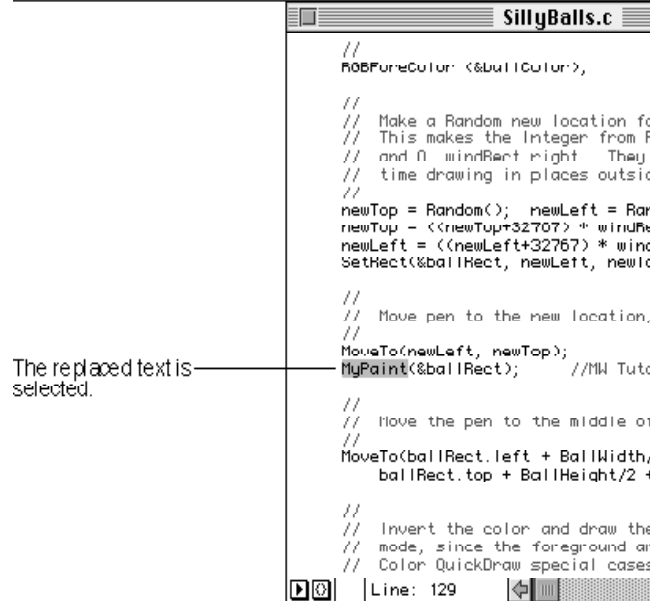 SillyBalls.c
//
RGBForeColor (&ballColor);
//
// Make a Random new location fo
// This makes the Integer from R
// and 0 windRect right They
// time drawing in places outsid
//
newTop = Random(); newLeft = Ran
newTop = ((newTop+32767) * windRe
newLeft = ((newLeft+32767) * wind
SetRect(&ballRect, newLeft, newTo
//
// Move pen to the new location,
//
MoveTo(newLeft, newTop);
The replaced text is
selected.
MyPaint(&ballRect); //MW Tuto
//
// Move the pen to the middle of
//
MoveTo(ballRect.left + BallWidth/
ballRect.top + BallHeight/2 +
//
// Invert the color and draw the
// mode, since the foreground an
// Color QuickDraw special cases
Line: 129